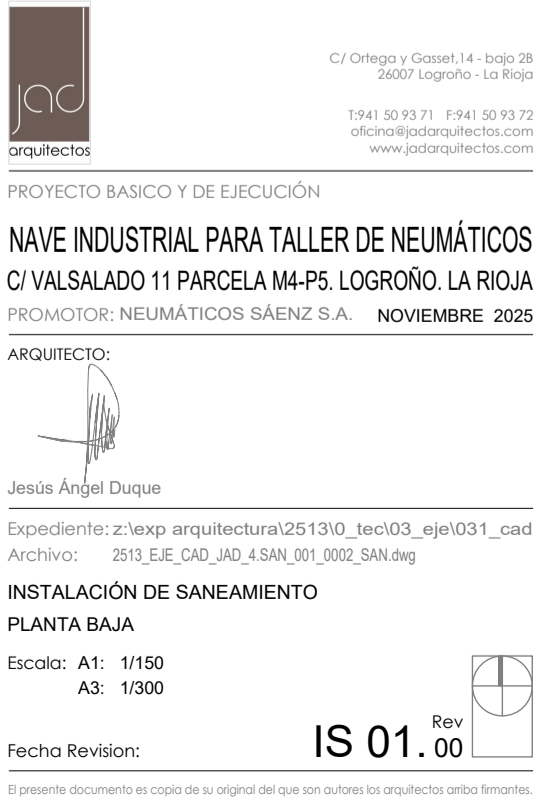 jad
arquitectos
C/ Ortega y Gasset,14 - bajo 2B
26007 Logroño - La Rioja
T:941 50 93 71 F:941 50 93 72
oficina@jadarquitectos.com
www.jadarquitectos.com
PROYECTO BASICO Y DE EJECUCIÓN
NAVE INDUSTRIAL PARA TALLER DE NEUMÁTICOS
C/ VALSALADO 11 PARCELA M4-P5. LOGROÑO. LA RIOJA
PROMOTOR: NEUMÁTICOS SÁENZ S.A. NOVIEMBRE 2025
ARQUITECTO:
Jesús Ángel Duque
Expediente: z:\exp arquitectura\2513\0_tec\03_eje\031_cad
Archivo: 2513_EJE_CAD_JAD_4.SAN_001_0002_SAN.dwg
INSTALACIÓN DE SANEAMIENTO
PLANTA BAJA
Escala: A1: 1/150
A3: 1/300
Fecha Revision: IS 01. Rev 00
El presente documento es copia de su original del que son autores los arquitectos arriba firmantes.